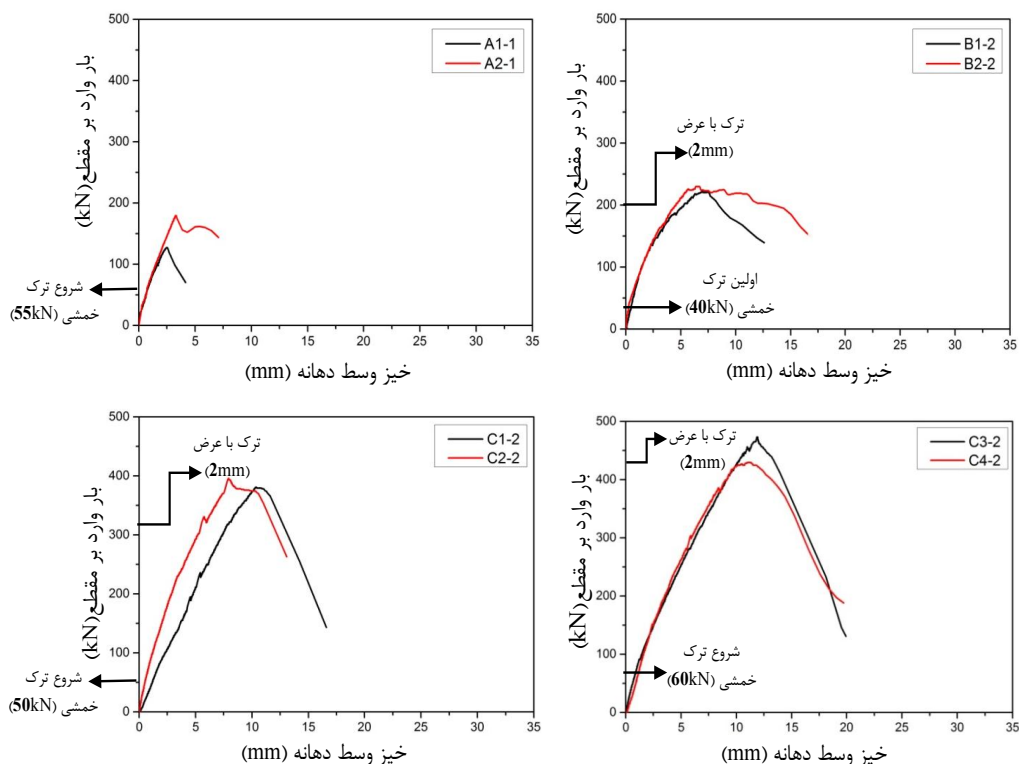 بار وارد بر مقطع(kN)
500
400
300
200
100
0
A1-1
A2-1
شروع ترک
خمشی (55kN)
0 5 10 15 20 25 30 35
خیز وسط دهانه (mm)
بار وارد بر مقطع(kN)
500
400
300
200
100
0
B1-2
B2-2
ترک با عرض
(2mm)
اولین ترک
خمشی (40kN)
0 5 10 15 20 25 30 35
خیز وسط دهانه (mm)
بار وارد بر مقطع(kN)
500
400
300
200
100
0
C1-2
C2-2
ترک با عرض
(2mm)
شروع ترک
خمشی (50kN)
0 5 10 15 20 25 30 35
خیز وسط دهانه (mm)
بار وارد بر مقطع(kN)
500
400
300
200
100
0
C3-2
C4-2
ترک با عرض
(2mm)
شروع ترک
خمشی (60kN)
0 5 10 15 20 25 30 35
خیز وسط دهانه (mm)